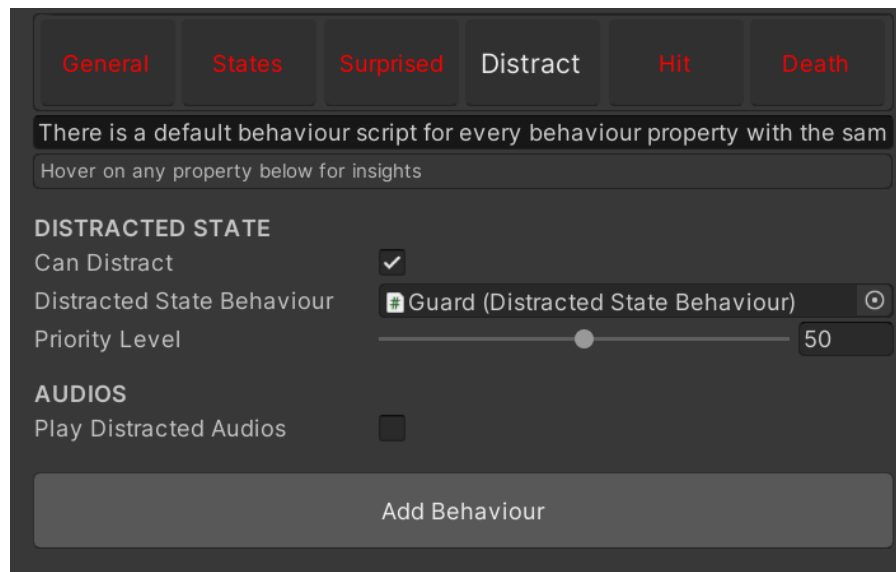 General States Surprised Distract Hit Death
There is a default behaviour script for every behaviour property with the sam
Hover on any property below for insights
DISTRACTED STATE
Can Distract
Distracted State Behaviour # Guard (Distracted State Behaviour)
Priority Level 50
AUDIOS
Play Distracted Audios
Add Behaviour